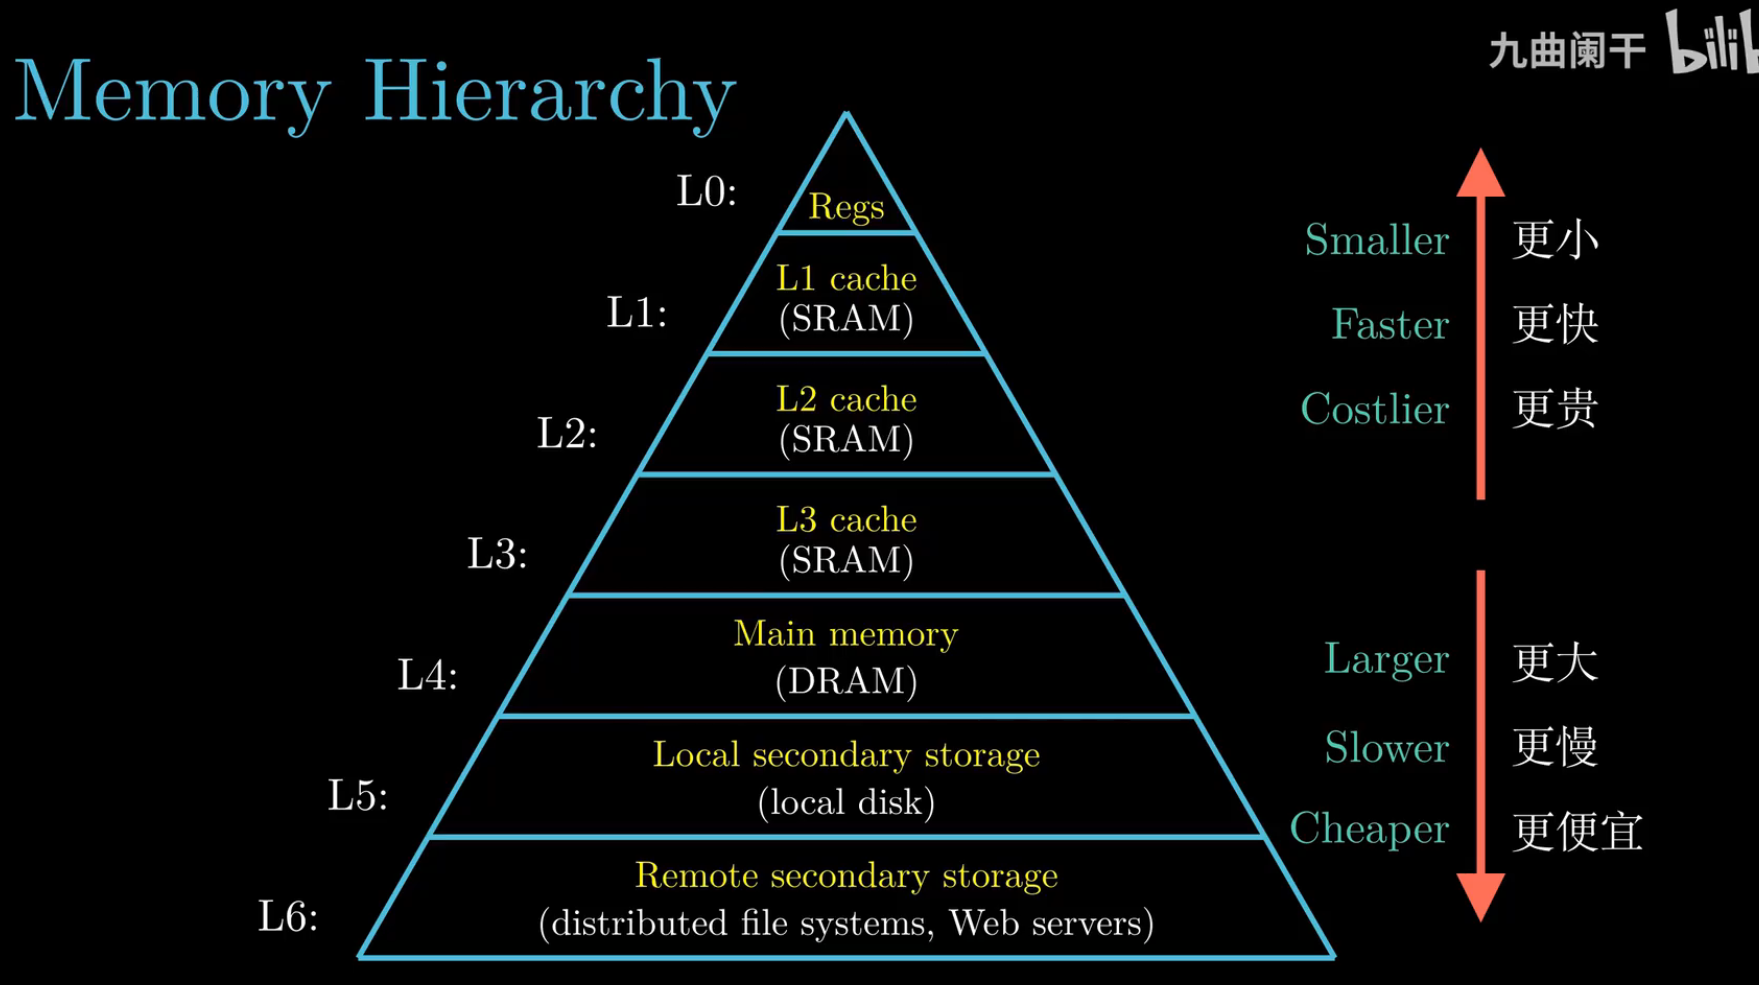 九曲阑干
Memory Hierarchy
L0:
Regs
L1:
L1 cache
(SRAM)
L2:
L2 cache
(SRAM)
L3:
L3 cache
(SRAM)
L4:
Main memory
(DRAM)
L5:
Local secondary storage
(local disk)
L6:
Remote secondary storage
(distributed file systems, Web servers)
Smaller 更小
Faster 更快
Costlier 更贵
Larger 更大
Slower 更慢
Cheaper 更便宜